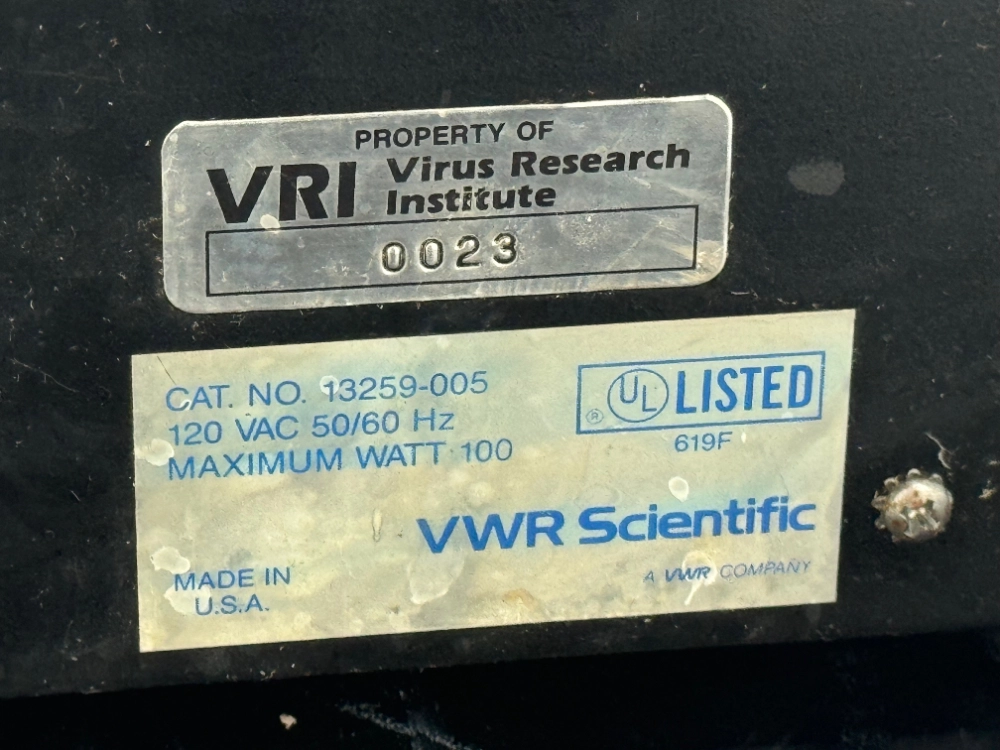 PROPERTY OF
VRI Virus Research
Institute
0023
CAT. NO. 13259-005
120 VAC 50/60 Hz
MAXIMUM WATT 100
® UL LISTED
619F
VWR Scientific
A VWR COMPANY
MADE IN
U.S.A.